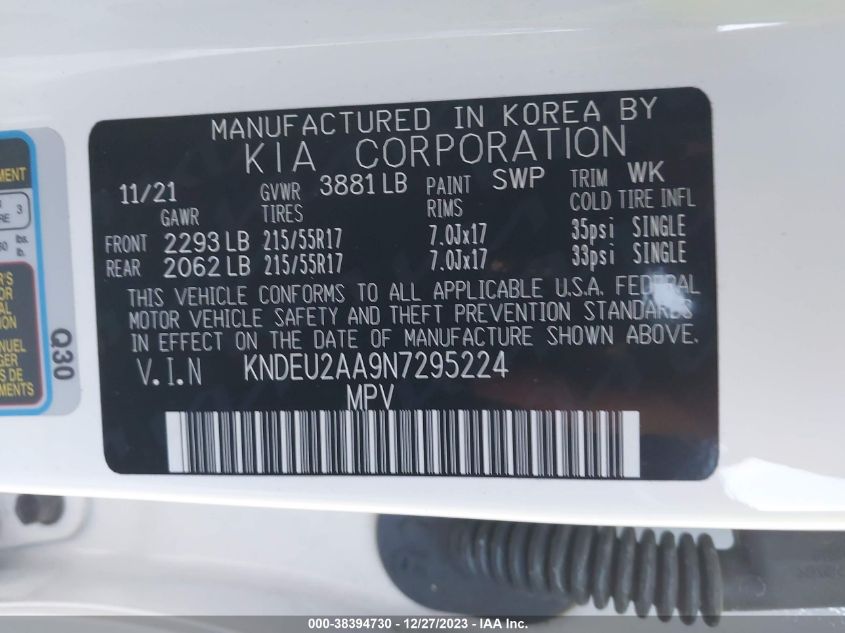 MANUFACTURED IN KOREA BY
KIA CORPORATION
11/21 GVWR 3881 LB PAINT SWP TRIM WK
GAWR TIRES RIMS COLD TIRE INFL
FRONT 2293 LB 215/55R17 7.0Jx17 35psi SINGLE
REAR 2062 LB 215/55R17 7.0Jx17 33psi SINGLE
THIS VEHICLE CONFORMS TO ALL APPLICABLE U.S.A. FEDERAL
MOTOR VEHICLE SAFETY AND THEFT PREVENTION STANDARDS
IN EFFECT ON THE DATE OF MANUFACTURE SHOWN ABOVE.
V.I.N KNDEU2AA9N7295224
MPV
3
lbs.
Q30
000-38394730 - 12/27/2023 - IAA Inc.